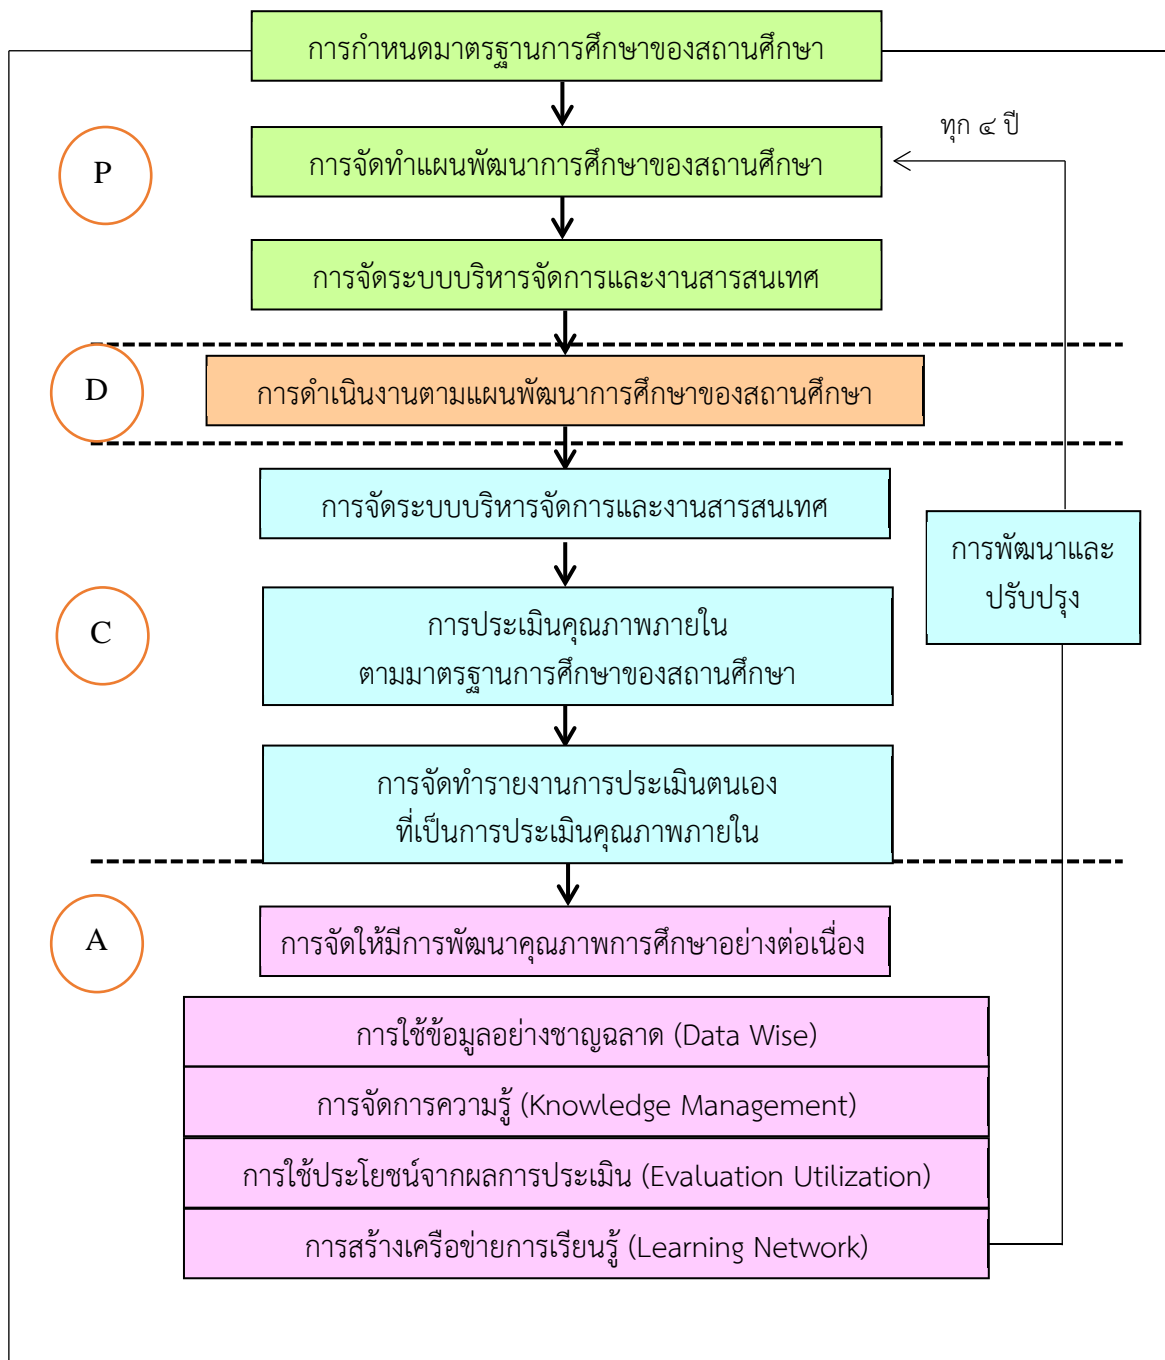 การกำหนดมาตรฐานการศึกษาของสถานศึกษา
ทุก ๔ ปี
P
การจัดทำแผนพัฒนาการศึกษาของสถานศึกษา
การจัดระบบบริหารจัดการและงานสารสนเทศ
D
การดำเนินงานตามแผนพัฒนาการศึกษาของสถานศึกษา
การจัดระบบบริหารจัดการและงานสารสนเทศ
การพัฒนาและ
ปรับปรุง
C
การประเมินคุณภาพภายใน
ตามมาตรฐานการศึกษาของสถานศึกษา
การจัดทำรายงานการประเมินตนเอง
ที่เป็นการประเมินคุณภาพภายใน
A
การจัดให้มีการพัฒนาคุณภาพการศึกษาอย่างต่อเนื่อง
การใช้ข้อมูลอย่างชาญฉลาด (Data Wise)
การจัดการความรู้ (Knowledge Management)
การใช้ประโยชน์จากผลการประเมิน (Evaluation Utilization)
การสร้างเครือข่ายการเรียนรู้ (Learning Network)